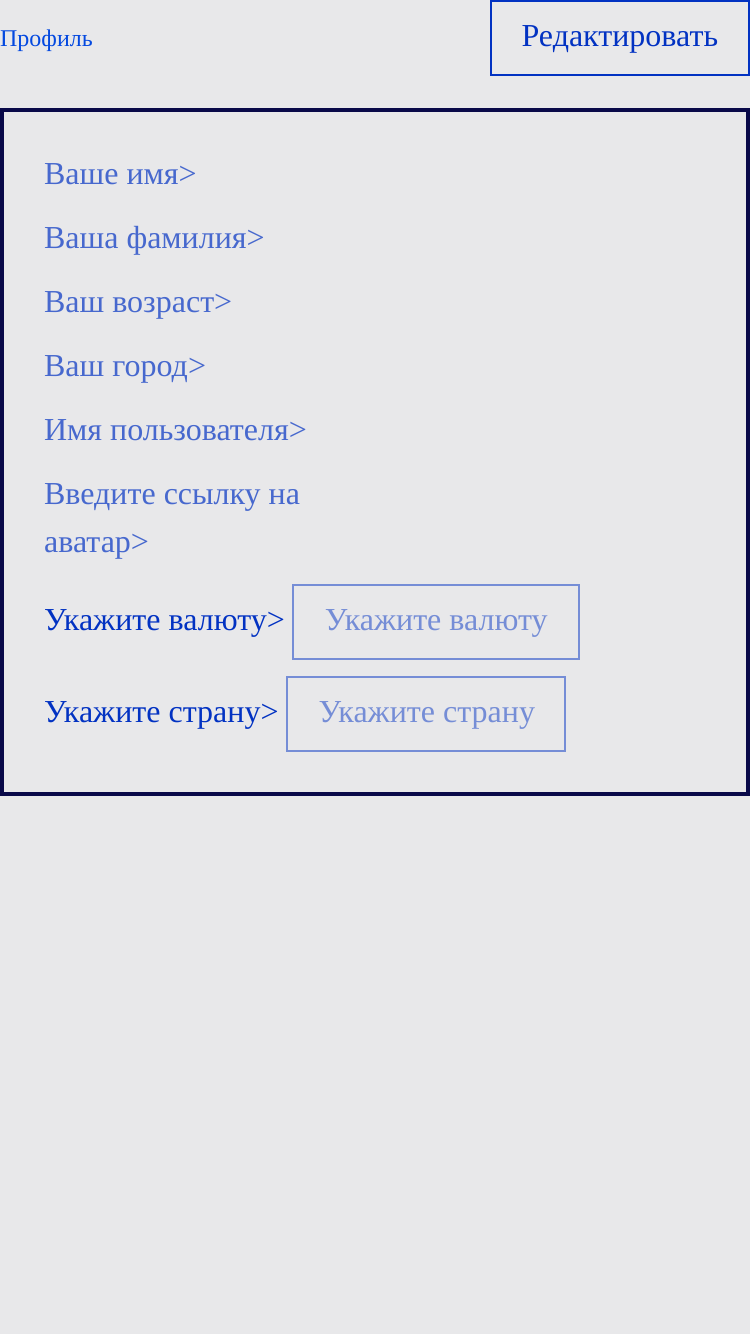 Профиль
Редактировать
Ваше имя>
Ваша фамилия>
Ваш возраст>
Ваш город>
Имя пользователя>
Введите ссылку на
аватар>
Укажите валюту> Укажите валюту
Укажите страну> Укажите страну